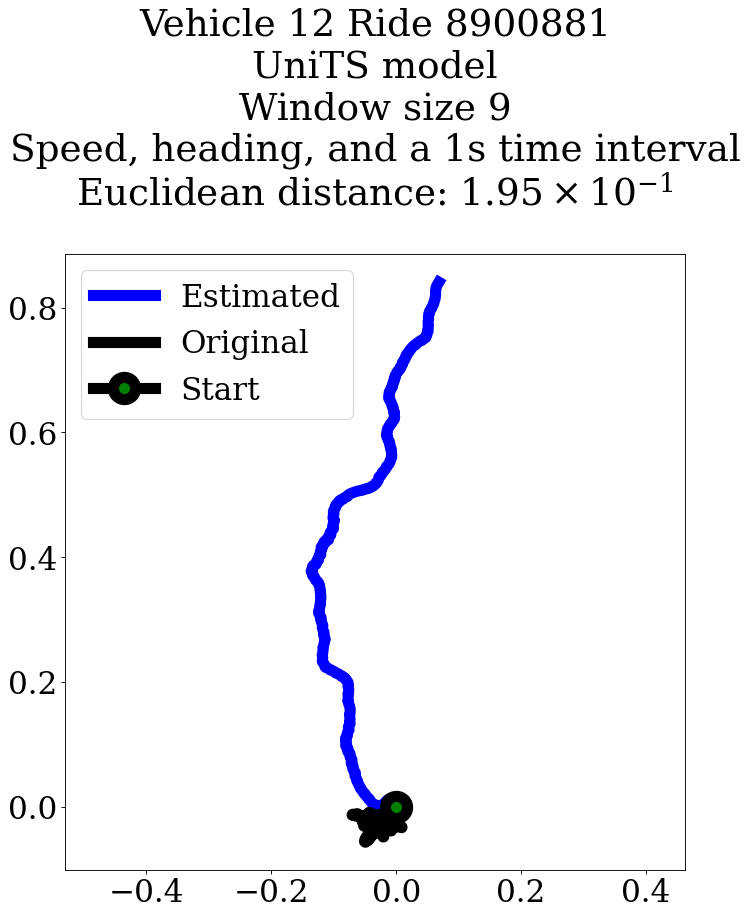 Vehicle 12 Ride 8900881
UniTS model
Window size 9
Speed, heading, and a 1s time interval
Euclidean distance: 1.95 × 10⁻¹
Estimated
Original
Start
0.8
0.6
0.4
0.2
0.0
−0.4 −0.2 0.0 0.2 0.4